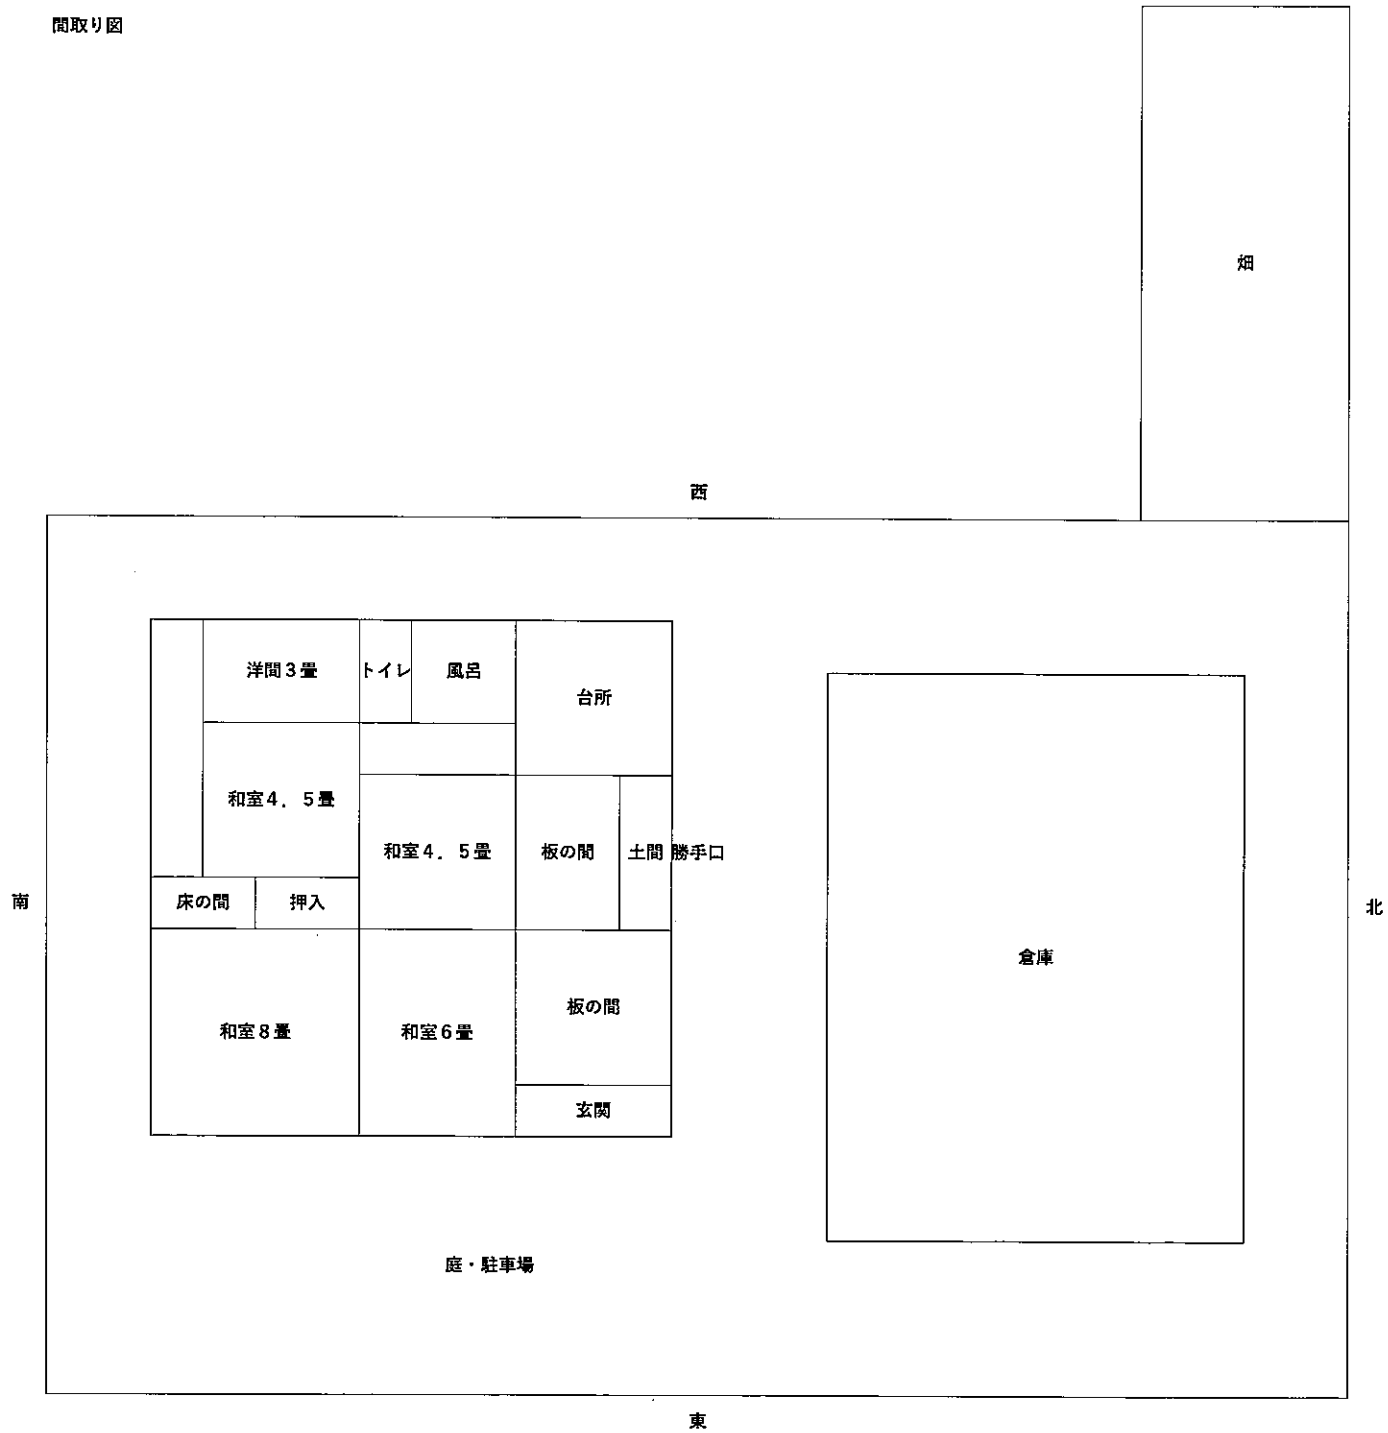 間取り図
畑
西
洋間3畳
トイレ
風呂
台所
和室4．5畳
和室4．5畳
板の間
土間
勝手口
南
床の間
押入
北
倉庫
板の間
和室8畳
和室6畳
玄関
庭・駐車場
東